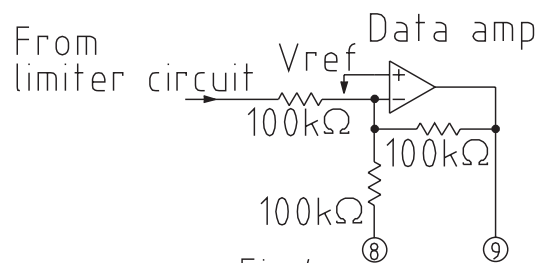 From
limiter circuit
Vref
Data amp
+
−
100kΩ
100kΩ
100kΩ
8
9